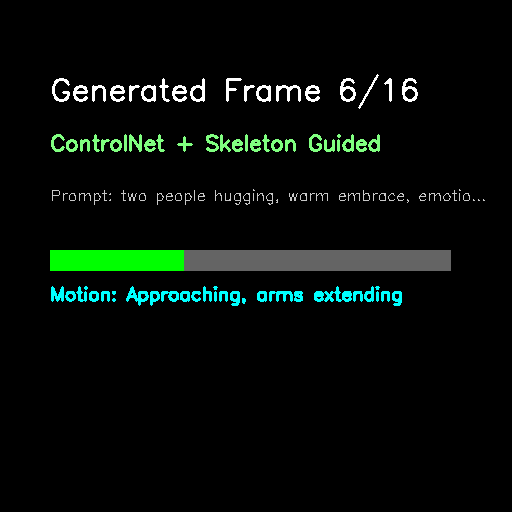 Generated Frame 6/16
ControlNet + Skeleton Guided
Prompt: two people hugging, warm embrace, emotio...
Motion: Approaching, arms extending